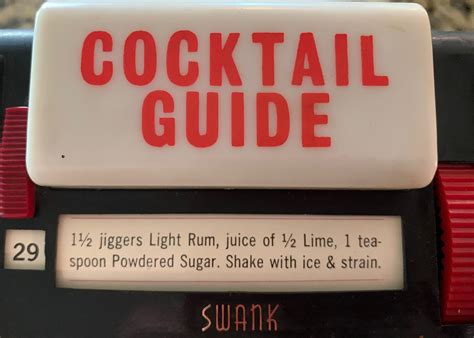 COCKTAIL
GUIDE
29
1½ jiggers Light Rum, juice of ½ Lime, 1 tea-
spoon Powdered Sugar. Shake with ice & strain.
SWANK